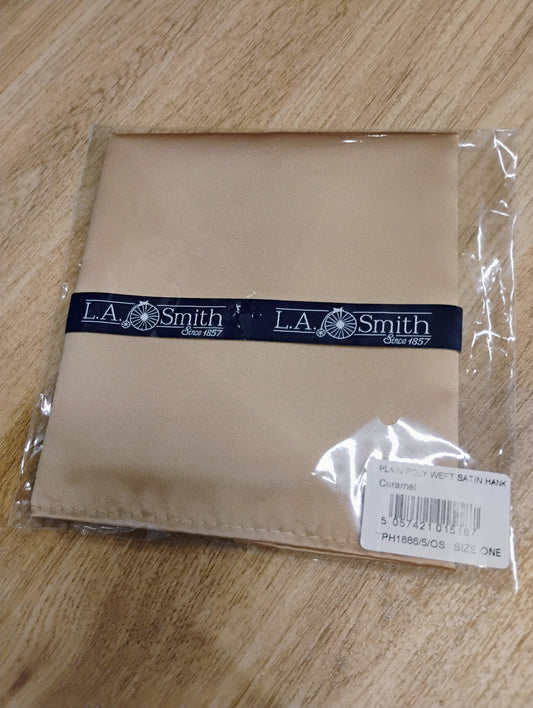 L.A. Smith
Since 1857
L.A. Smith
Since 1857
PLAIN POLY WEFT SATIN HANK
Caramel
5 057421 015187
PH1886/5/OS SIZE:ONE